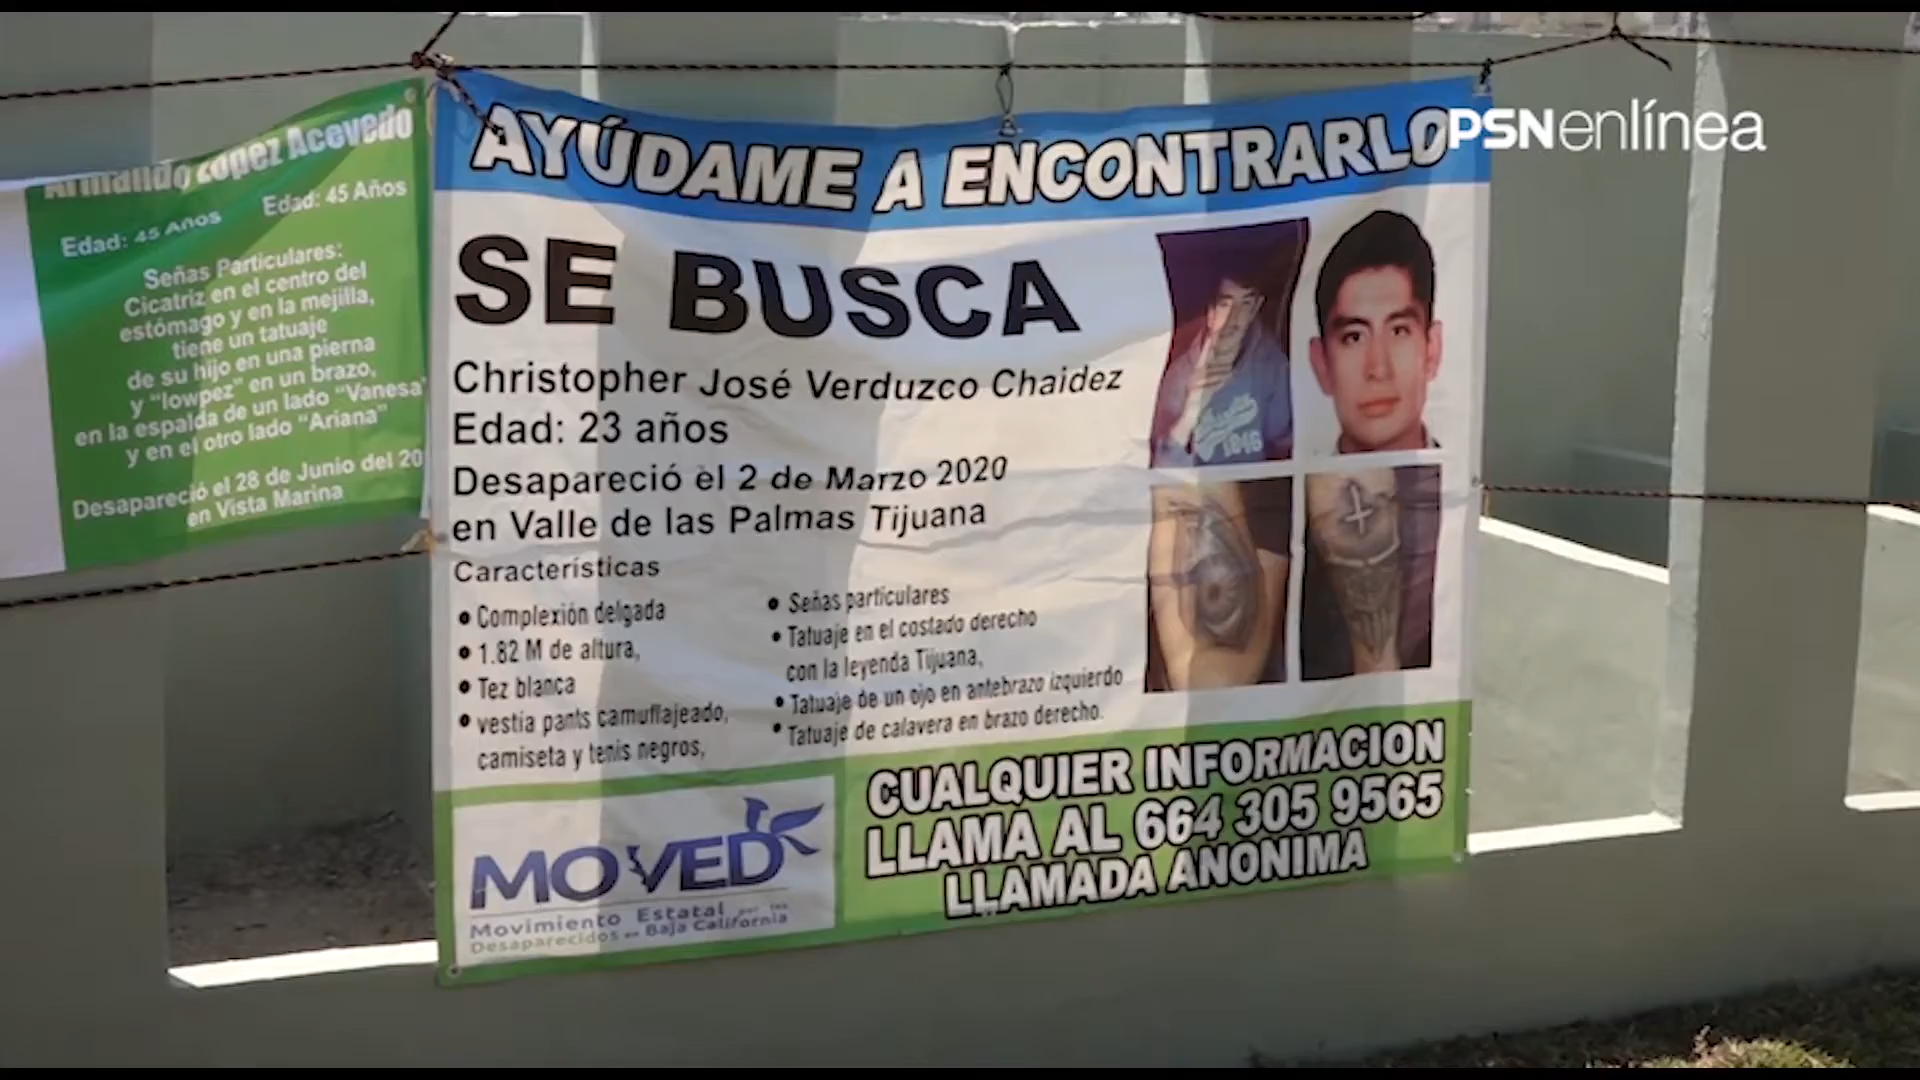 Armando López Acevedo
Edad: 45 Años
Edad: 45 Años
Señas Particulares:
Cicatriz en el centro del
estómago y en la mejilla,
tiene un tatuaje
de su hijo en una pierna
y "lowpez" en un brazo,
en la espalda de un lado "Vanesa"
y en el otro lado "Ariana"
Desapareció el 28 de Junio del 20
en Vista Marina
AYÚDAME A ENCONTRARLO
PSNenlínea
SE BUSCA
Christopher José Verduzco Chaidez
Edad: 23 años
Desapareció el 2 de Marzo 2020
en Valle de las Palmas Tijuana
Características
• Complexión delgada
• 1.82 M de altura,
• Tez blanca
• vestía pants camuflajeado,
camiseta y tenis negros,
• Señas particulares
• Tatuaje en el costado derecho
con la leyenda Tijuana,
• Tatuaje de un ojo en antebrazo izquierdo
• Tatuaje de calavera en brazo derecho.
1846
MOVED
Movimiento Estatal por los
Desaparecidos en Baja California
CUALQUIER INFORMACION
LLAMA AL 664 305 9565
LLAMADA ANONIMA